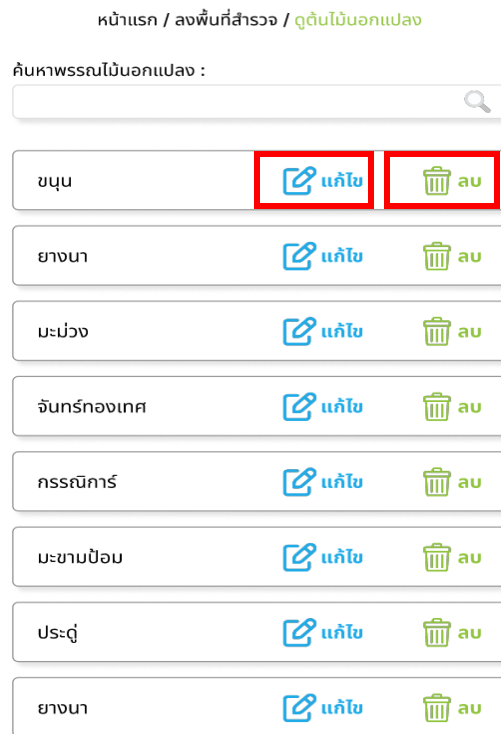 หน้าแรก / ลงพื้นที่สำรวจ / ดูต้นไม้นอกแปลง
ค้นหาพรรณไม้นอกแปลง :
ขนุน แก้ไข ลบ
ยางนา แก้ไข ลบ
มะม่วง แก้ไข ลบ
จันทร์ทองเทศ แก้ไข ลบ
กรรณิการ์ แก้ไข ลบ
มะขามป้อม แก้ไข ลบ
ประดู่ แก้ไข ลบ
ยางนา แก้ไข ลบ